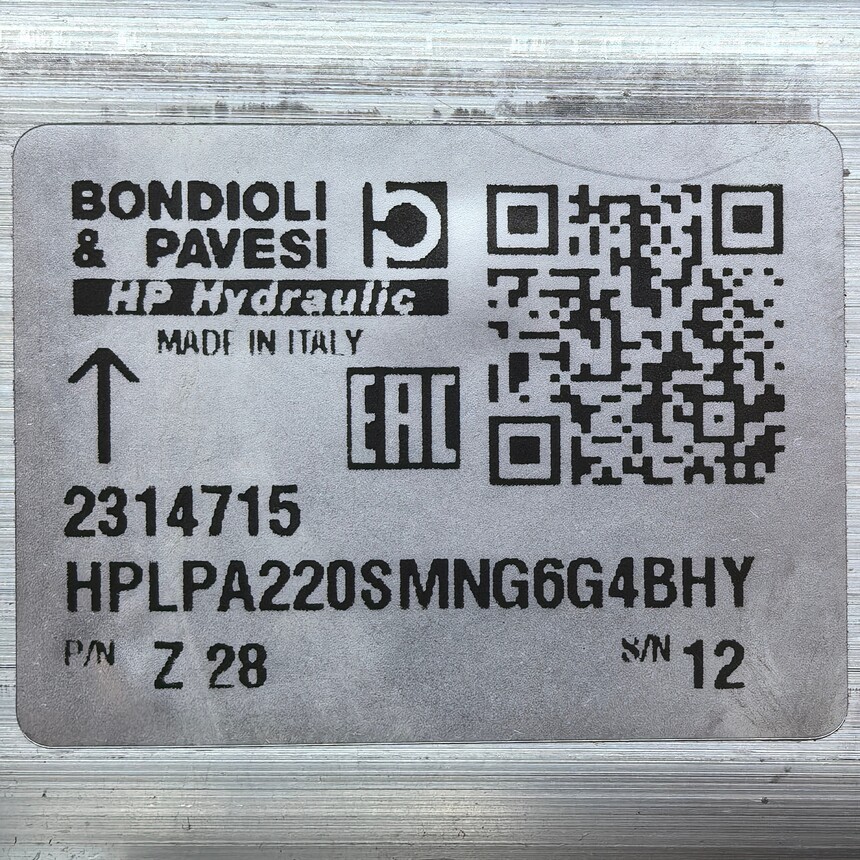 BONDIOLI
& PAVESI
HP Hydraulic
MADE IN ITALY
EAC
2314715
HPLPA220SMNG6G4BHY
P/N Z 28 S/N 12